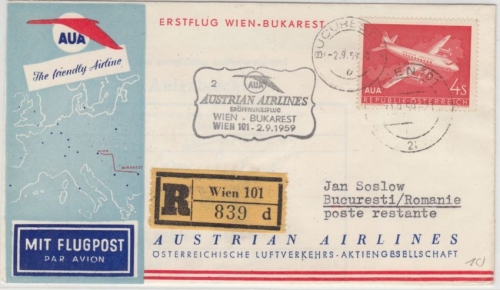 AUA
The friendly Airline
ERSTFLUG WIEN-BUKAREST
2
AUA
AUSTRIAN AIRLINES
ERÖFFNUNGSFLUG
WIEN - BUKAREST
WIEN 101 - 2.9.1959
AUA
4S
REPUBLIK ÖSTERREICH
R
Wien 101
839 d
Jan Soslow
Bucuresti/Romanie
poste restante
MIT FLUGPOST
PAR AVION
AUSTRIAN AIRLINES
ÖSTERREICHISCHE LUFTVERKEHRS-AKTIENGESELLSCHAFT